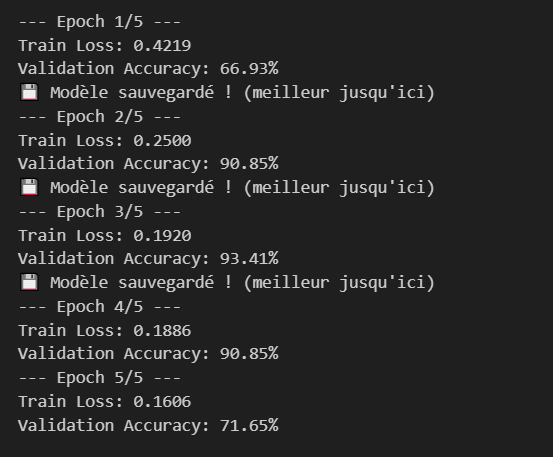 --- Epoch 1/5 ---
Train Loss: 0.4219
Validation Accuracy: 66.93%
💾 Modèle sauvegardé ! (meilleur jusqu'ici)
--- Epoch 2/5 ---
Train Loss: 0.2500
Validation Accuracy: 90.85%
💾 Modèle sauvegardé ! (meilleur jusqu'ici)
--- Epoch 3/5 ---
Train Loss: 0.1920
Validation Accuracy: 93.41%
💾 Modèle sauvegardé ! (meilleur jusqu'ici)
--- Epoch 4/5 ---
Train Loss: 0.1886
Validation Accuracy: 90.85%
--- Epoch 5/5 ---
Train Loss: 0.1606
Validation Accuracy: 71.65%